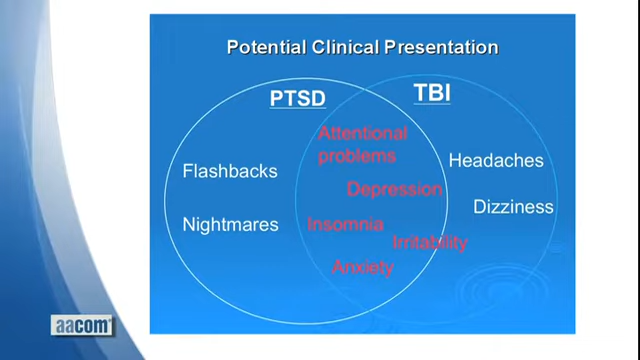 Potential Clinical Presentation
PTSD
TBI
Attentional
problems
Flashbacks
Headaches
Depression
Dizziness
Nightmares
Insomnia
Irritability
Anxiety
aacom